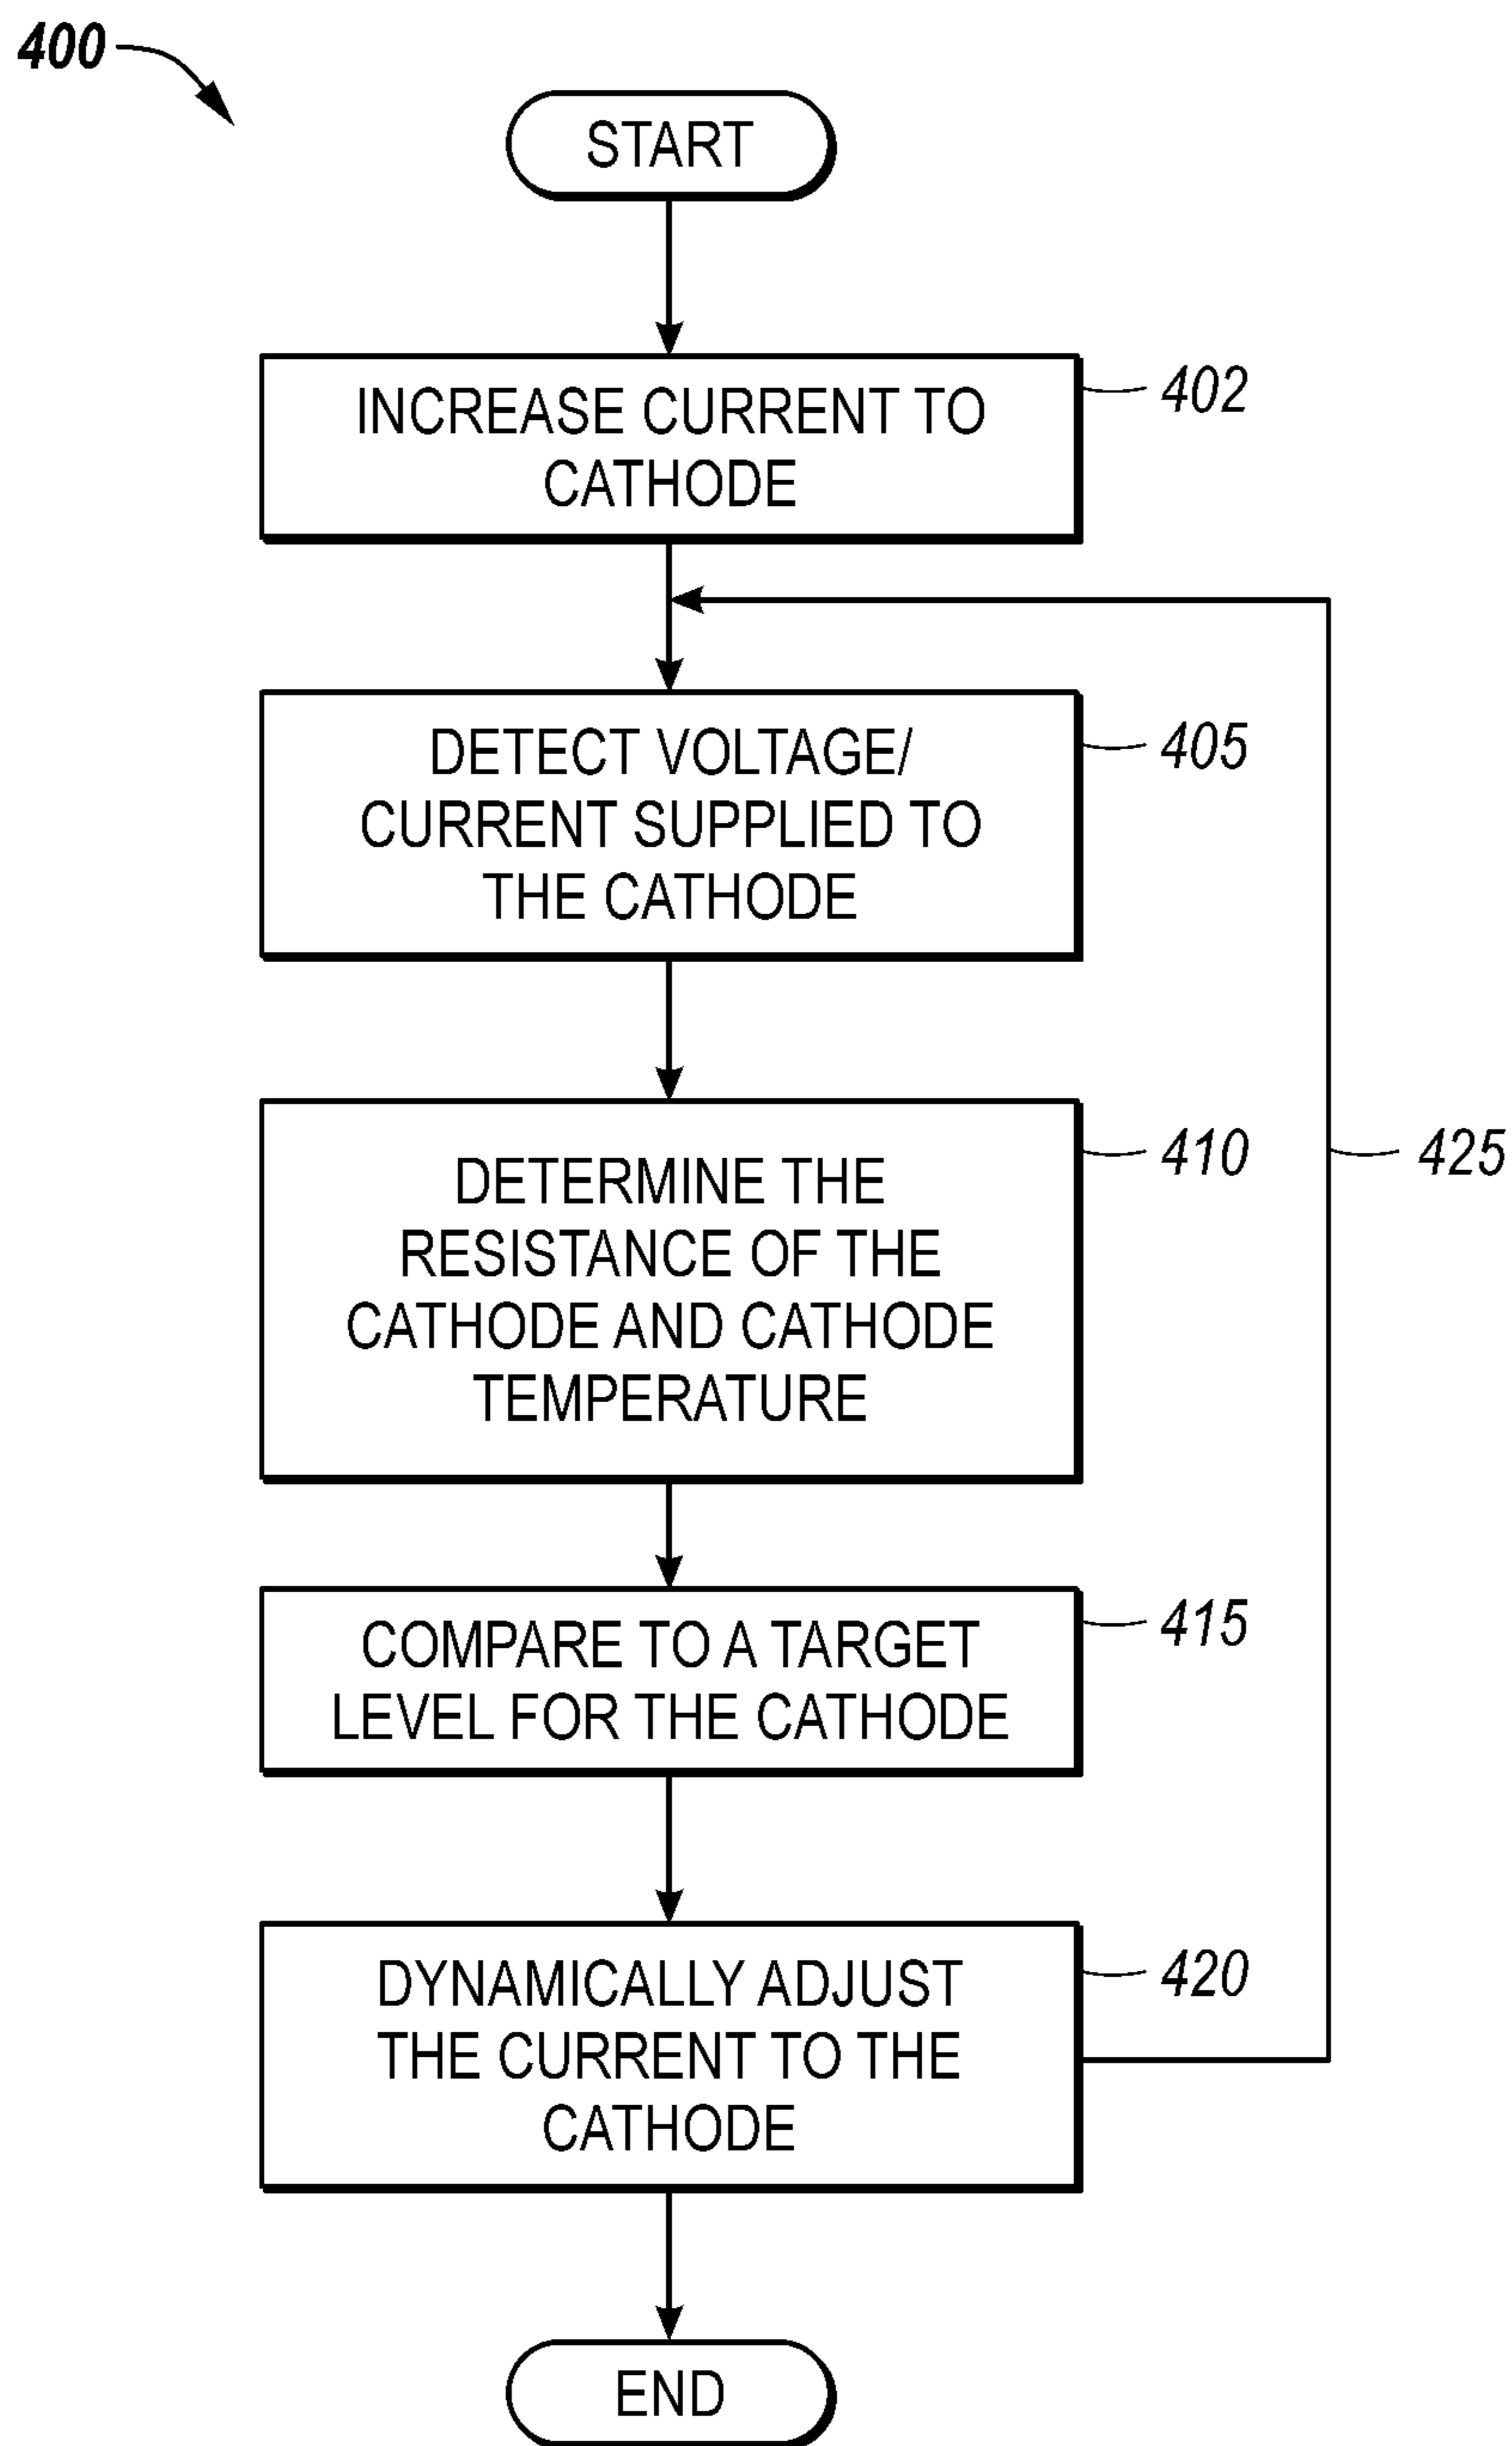 400
START
INCREASE CURRENT TO
CATHODE
402
DETECT VOLTAGE/
CURRENT SUPPLIED TO
THE CATHODE
405
DETERMINE THE
RESISTANCE OF THE
CATHODE AND CATHODE
TEMPERATURE
410
425
COMPARE TO A TARGET
LEVEL FOR THE CATHODE
415
DYNAMICALLY ADJUST
THE CURRENT TO THE
CATHODE
420
END